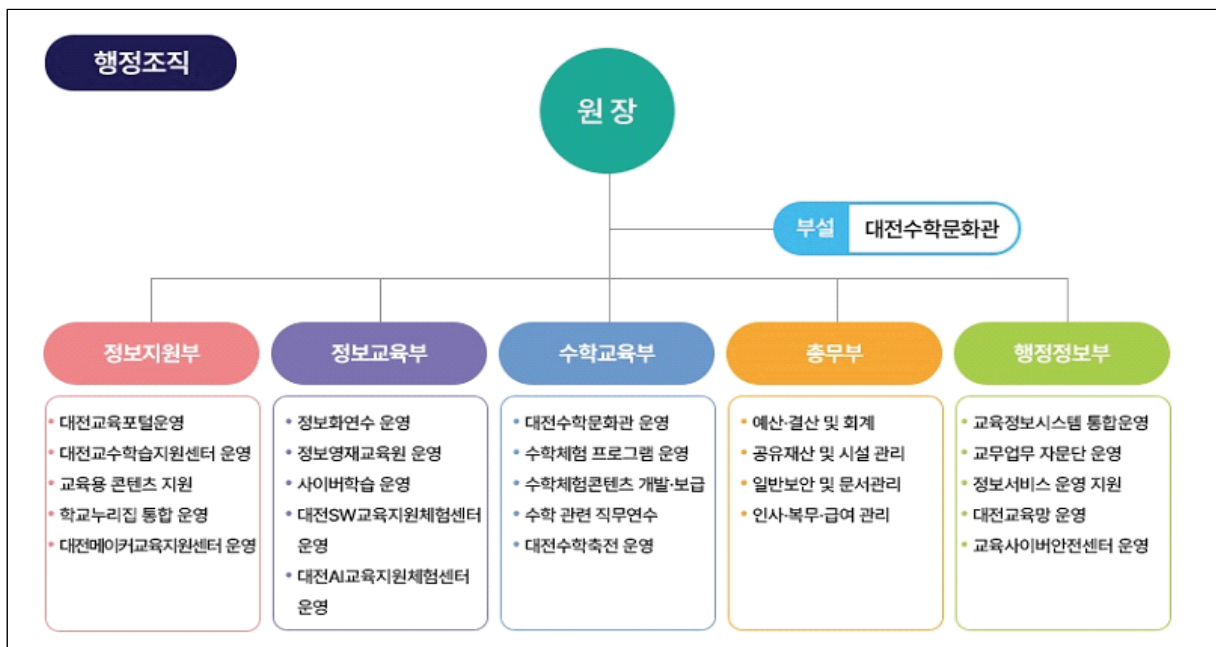 행정조직
원장
부설 대전수학문화관
정보지원부
• 대전교육포털운영
• 대전교수학습지원센터 운영
• 교육용 콘텐츠 지원
• 학교누리집 통합 운영
• 대전메이커교육지원센터 운영
정보교육부
• 정보화연수 운영
• 정보영재교육원 운영
• 사이버학습 운영
• 대전SW교육지원체험센터
운영
• 대전AI교육지원체험센터
운영
수학교육부
• 대전수학문화관 운영
• 수학체험 프로그램 운영
• 수학체험콘텐츠 개발·보급
• 수학 관련 직무연수
• 대전수학축전 운영
총무부
• 예산·결산 및 회계
• 공유재산 및 시설 관리
• 일반보안 및 문서관리
• 인사·복무·급여 관리
행정정보부
• 교육정보시스템 통합운영
• 교무업무 자문단 운영
• 정보서비스 운영 지원
• 대전교육망 운영
• 교육사이버안전센터 운영